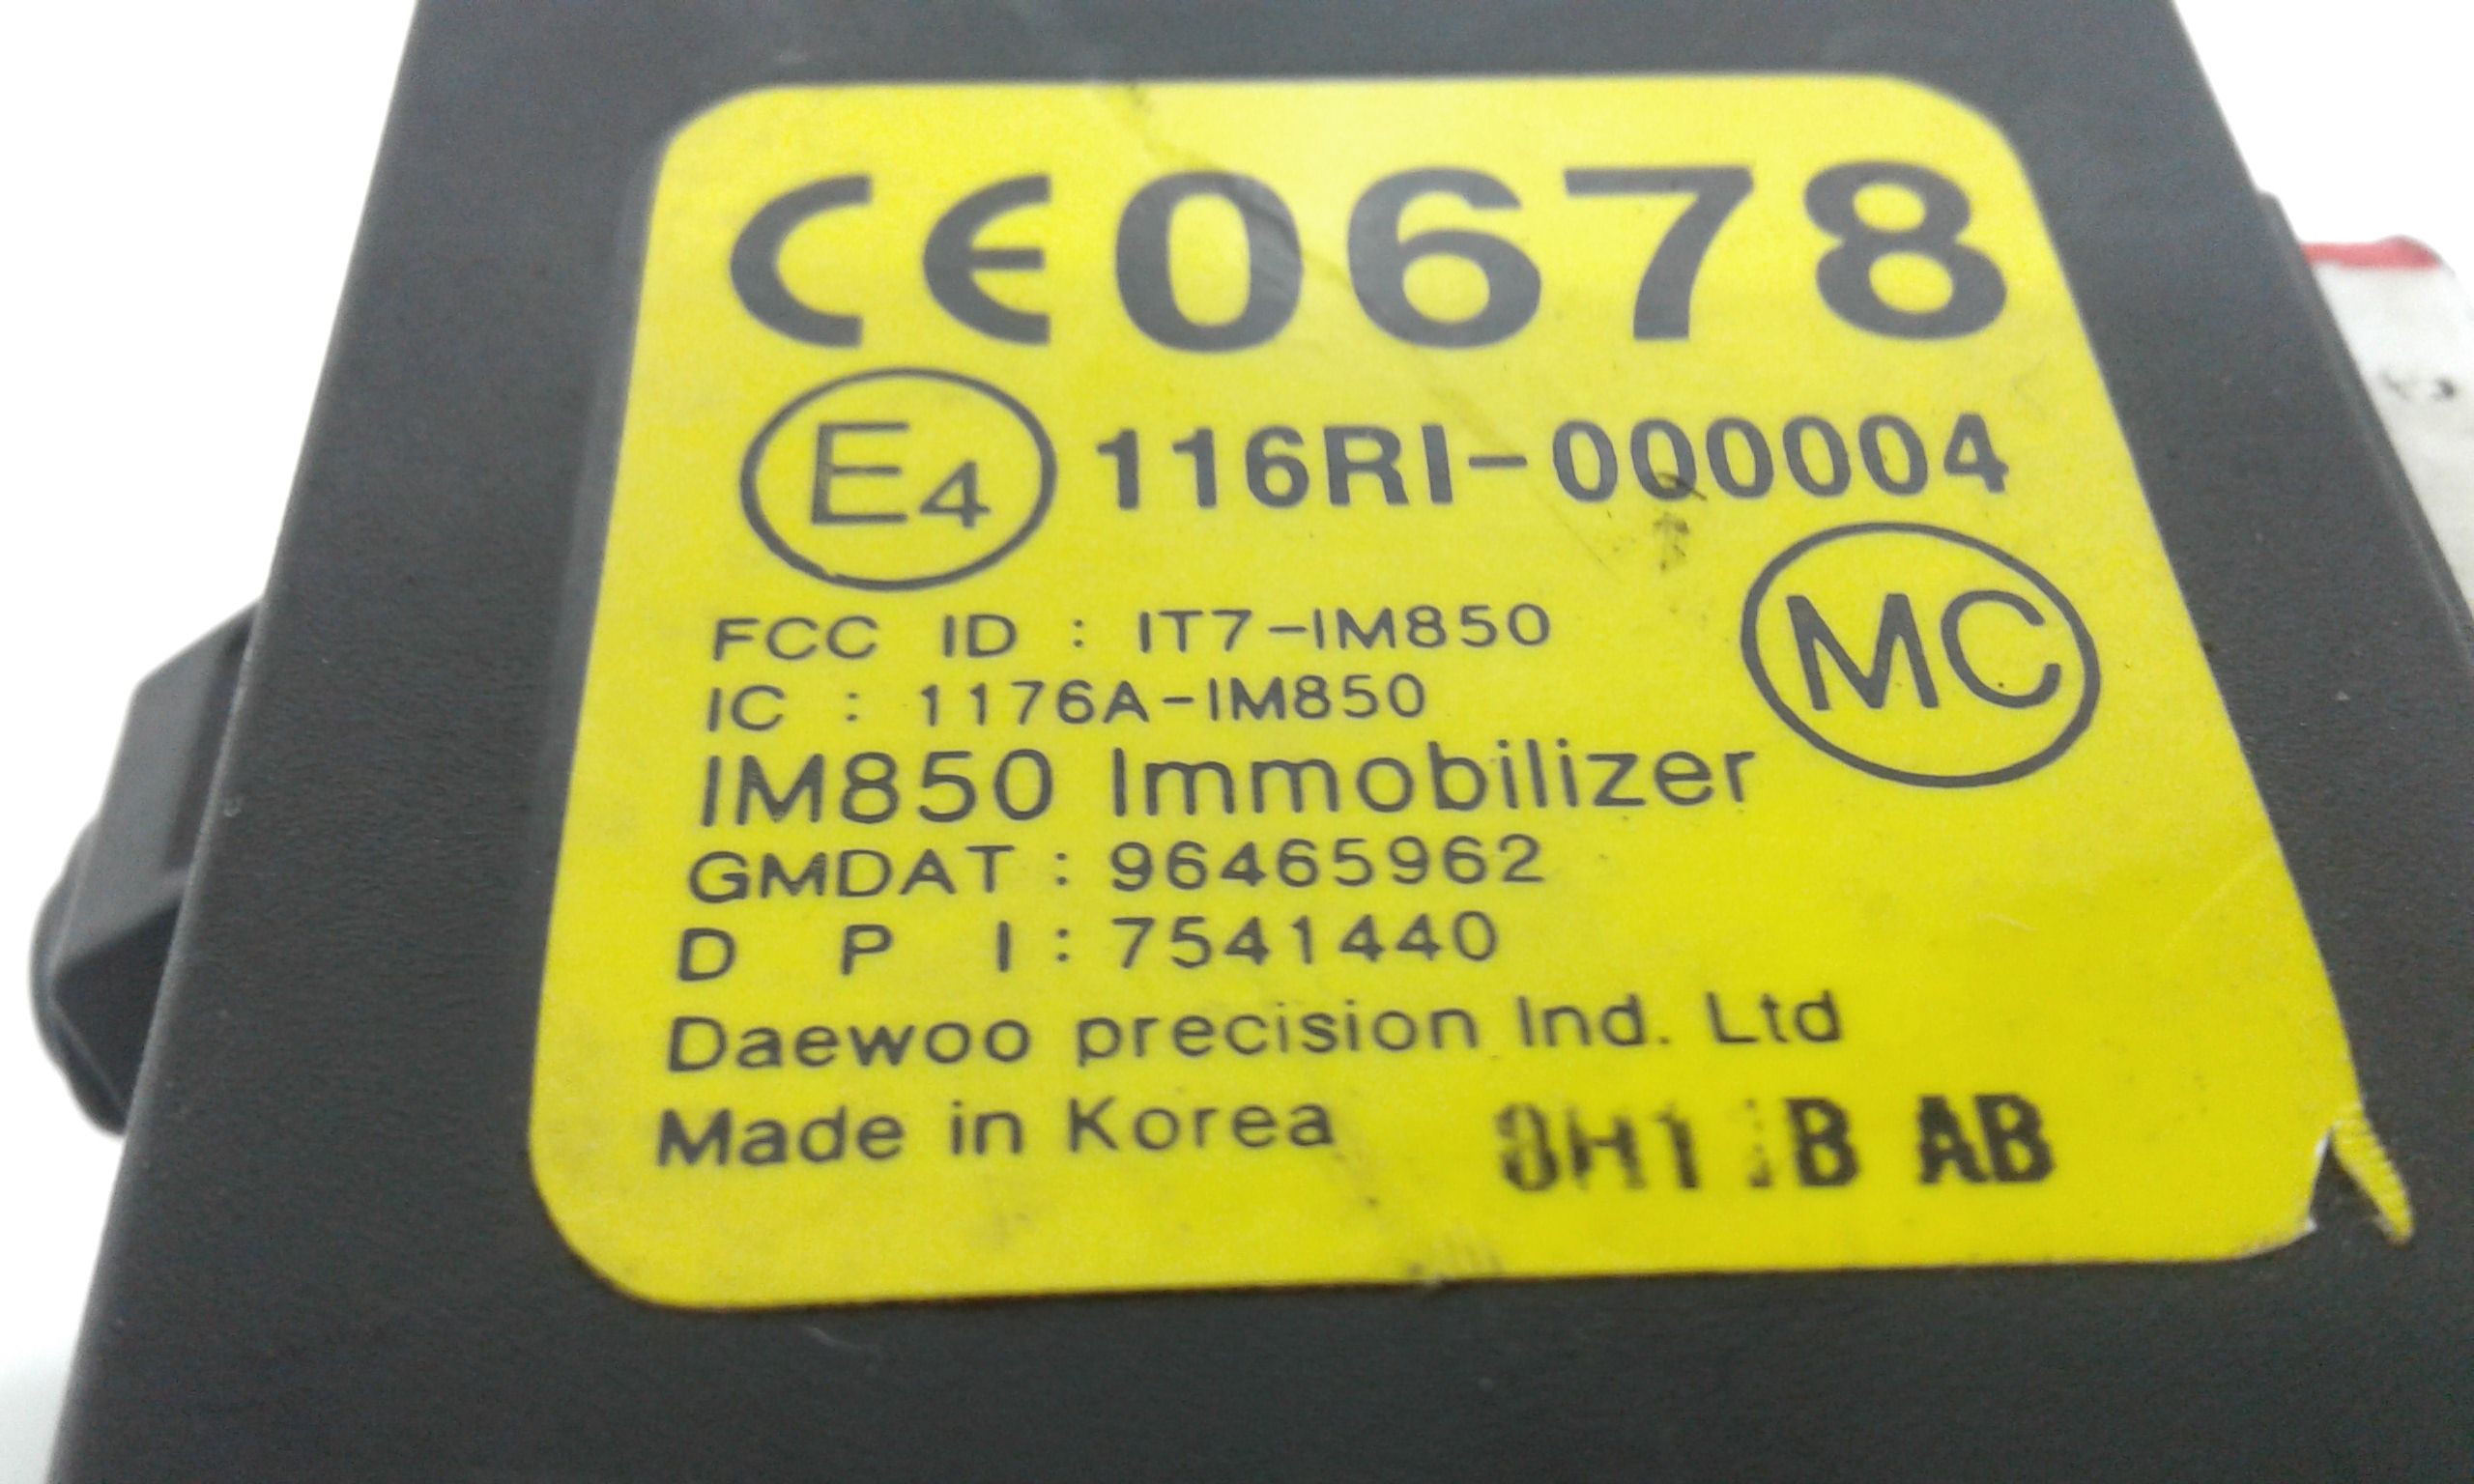 CE0678
E4 116RI-000004
MC
FCC ID : IT7-IM850
IC : 1176A-IM850
IM850 Immobilizer
GMDAT : 96465962
D P I : 7541440
Daewoo precision Ind. Ltd
Made in Korea AB